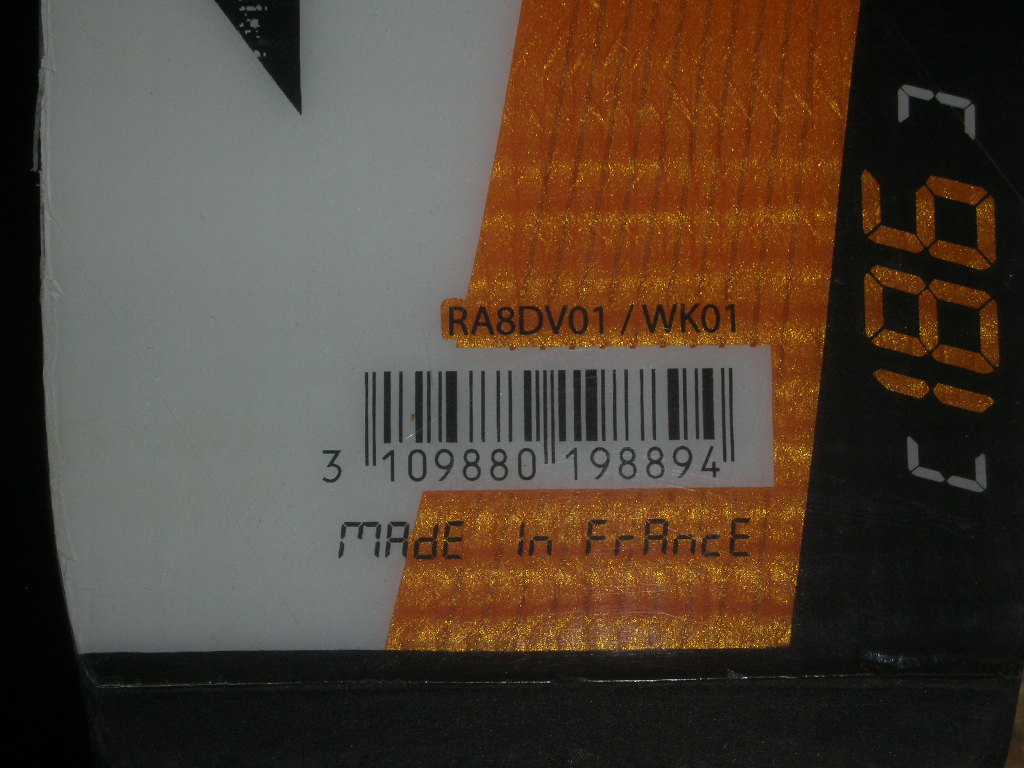 RA8DV01 / WK01
3 109880 198894
MAdE In FrAncE
[ 186 ]